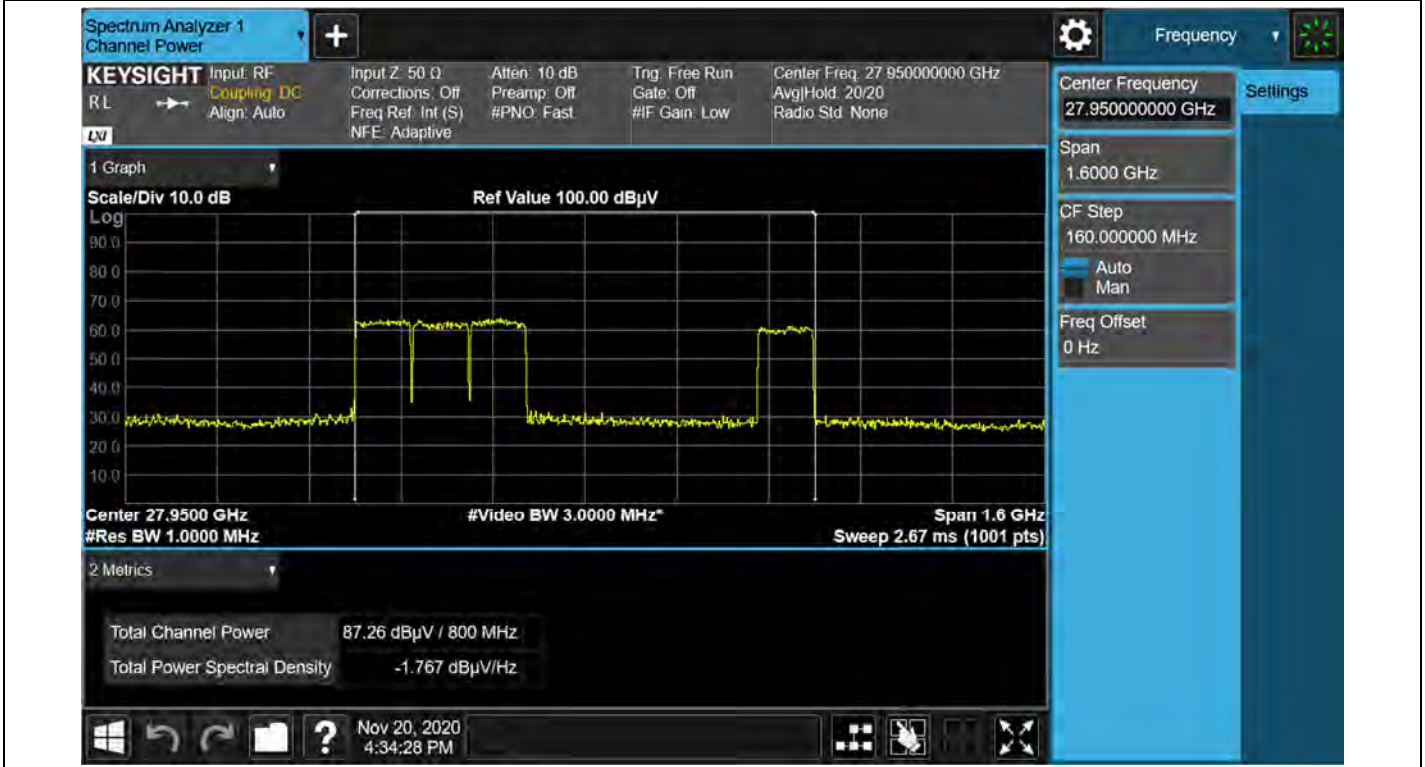 Spectrum Analyzer 1
Channel Power
Frequency
KEYSIGHT
RL
LXI
Input: RF
Coupling: DC
Align: Auto
Input Z: 50 Ω
Corrections: Off
Freq Ref: Int (S)
NFE: Adaptive
Atten: 10 dB
Preamp: Off
#PNO: Fast
Trig: Free Run
Gate: Off
#IF Gain: Low
Center Freq: 27.950000000 GHz
Avg|Hold: 20/20
Radio Std: None
1 Graph
Scale/Div 10.0 dB
Ref Value 100.00 dBµV
Log
90.0
80.0
70.0
60.0
50.0
40.0
30.0
20.0
10.0
Center 27.9500 GHz
#Video BW 3.0000 MHz*
Span 1.6 GHz
#Res BW 1.0000 MHz
Sweep 2.67 ms (1001 pts)
2 Metrics
Total Channel Power 87.26 dBµV / 800 MHz
Total Power Spectral Density -1.767 dBµV/Hz
Nov 20, 2020
4:34:28 PM
Center Frequency
27.950000000 GHz
Settings
Span
1.6000 GHz
CF Step
160.000000 MHz
Auto
Man
Freq Offset
0 Hz